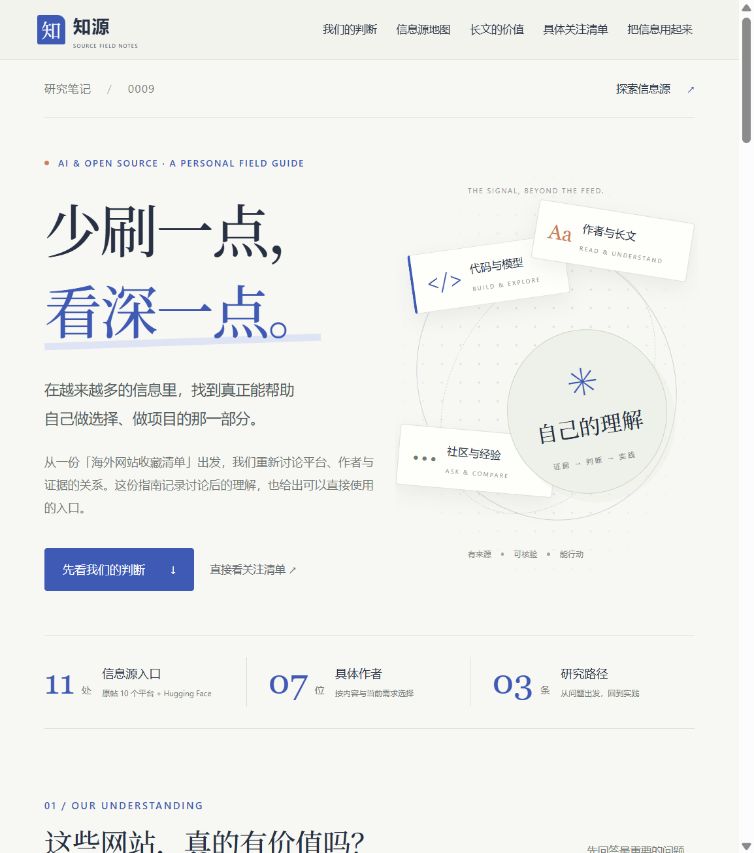 知
知源
SOURCE FIELD NOTES
我们的判断 信息源地图 长文的价值 具体关注清单 把信息用起来
研究笔记 / 0009
探索信息源 ↗
AI & OPEN SOURCE · A PERSONAL FIELD GUIDE
少刷一点，
看深一点。
在越来越多的信息里，找到真正能帮助
自己做选择、做项目的那一部分。
从一份「海外网站收藏清单」出发，我们重新讨论平台、作者与
证据的关系。这份指南记录讨论后的理解，也给出可以直接使用
的入口。
先看我们的判断 ↓
直接看关注清单 ↗
THE SIGNAL, BEYOND THE FEED.
Aa 作者与长文
READ & UNDERSTAND
</> 代码与模型
BUILD & EXPLORE
自己的理解
证据 → 判断 → 实践
社区与经验
ASK & COMPARE
有来源 • 可核验 • 能行动
11 处 信息源入口
原帖 10 个平台 + Hugging Face
07 位 具体作者
按内容与当前需求选择
03 条 研究路径
从问题出发，回到实践
01 / OUR UNDERSTANDING
这些网站，真的有价值吗？
先回答最重要的问题